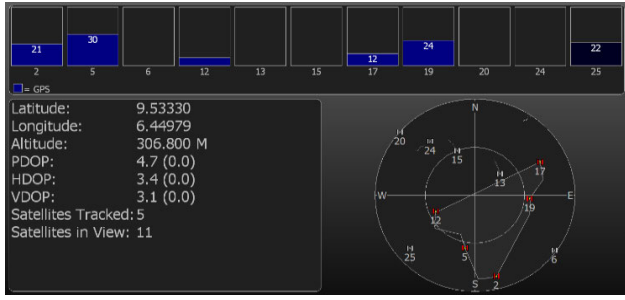 21 30 12 24 22
2 5 6 12 13 15 17 19 20 24 25
= GPS
Latitude: 9.53330
Longitude: 6.44979
Altitude: 306.800 M
PDOP: 4.7 (0.0)
HDOP: 3.4 (0.0)
VDOP: 3.1 (0.0)
Satellites Tracked: 5
Satellites in View: 11
N
H
20
H
24
H
15
17
H
13
W
E
19
12
H
25
5
H
6
S
2